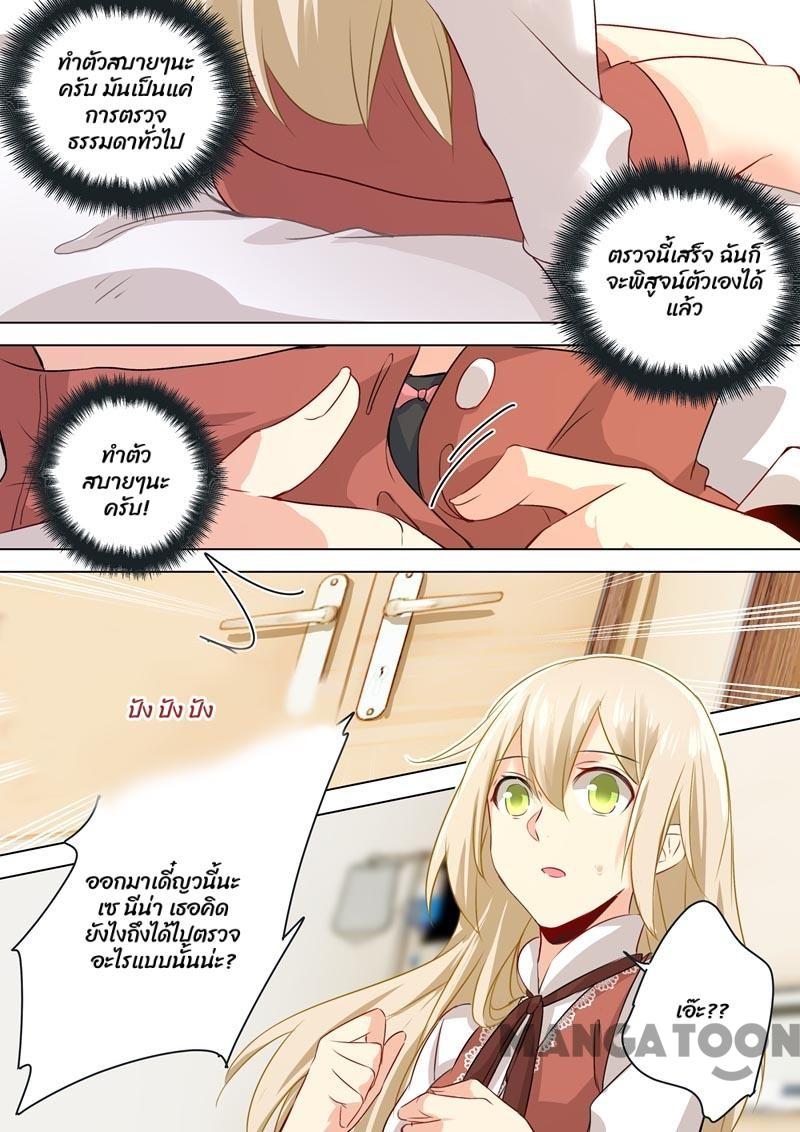 ทำตัวสบายๆนะ
ครับ มันเป็นแค่
การตรวจ
ธรรมดาทั่วไป
ตรวจนี้เสร็จ ฉันก็
จะพิสูจน์ตัวเองได้
แล้ว
ทำตัว
สบายๆนะ
ครับ!
ปัง ปัง ปัง
ออกมาเดี๋ญวนี้นะ
เซ นีน่า เธอคิด
ยังไงถึงได้ไปตรวจ
อะไรแบบนั้นน่ะ?
เอ๊ะ??
MANGATOON